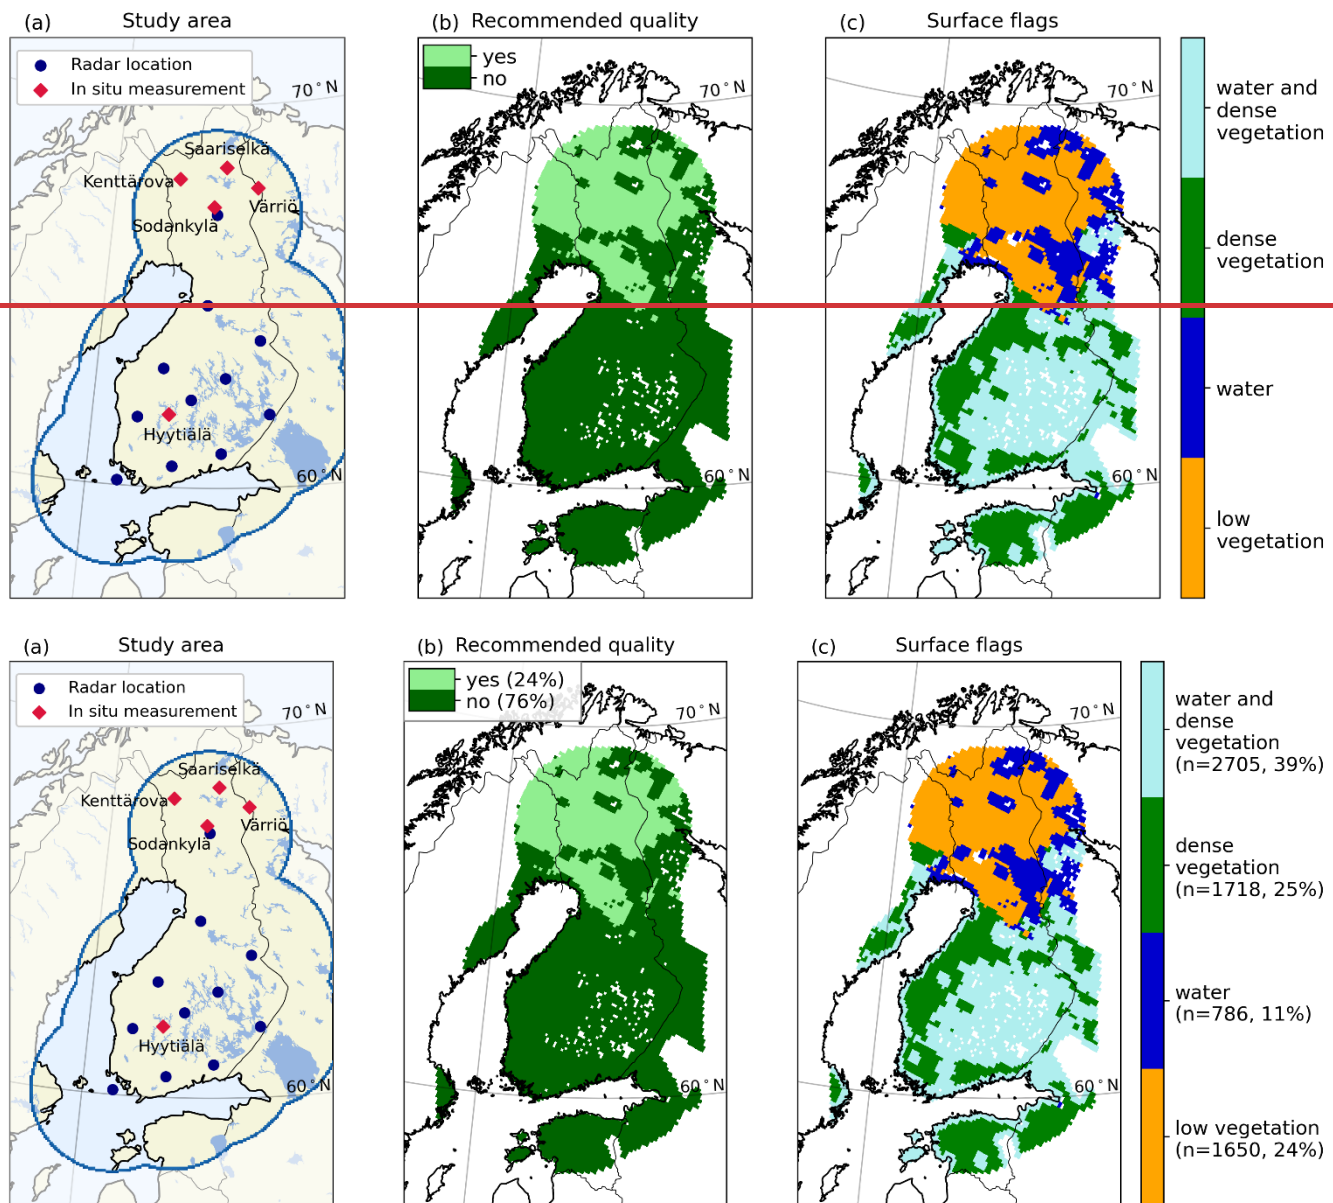 (a) Study area
Radar location
In situ measurement
70°N
Saariselkä
Kenttärova
Värriö
Sodankylä
Hyytiälä
60°N
(b) Recommended quality
yes
no
70°N
60°N
(c) Surface flags
70°N
60°N
water and
dense
vegetation
dense
vegetation
water
low
vegetation
(a) Study area
Radar location
In situ measurement
70°N
Saariselkä
Kenttärova
Värriö
Sodankylä
Hyytiälä
60°N
(b) Recommended quality
yes (24%)
no (76%)
70°N
60°N
(c) Surface flags
70°N
60°N
water and
dense
vegetation
(n=2705, 39%)
dense
vegetation
(n=1718, 25%)
water
(n=786, 11%)
low vegetation
(n=1650, 24%)